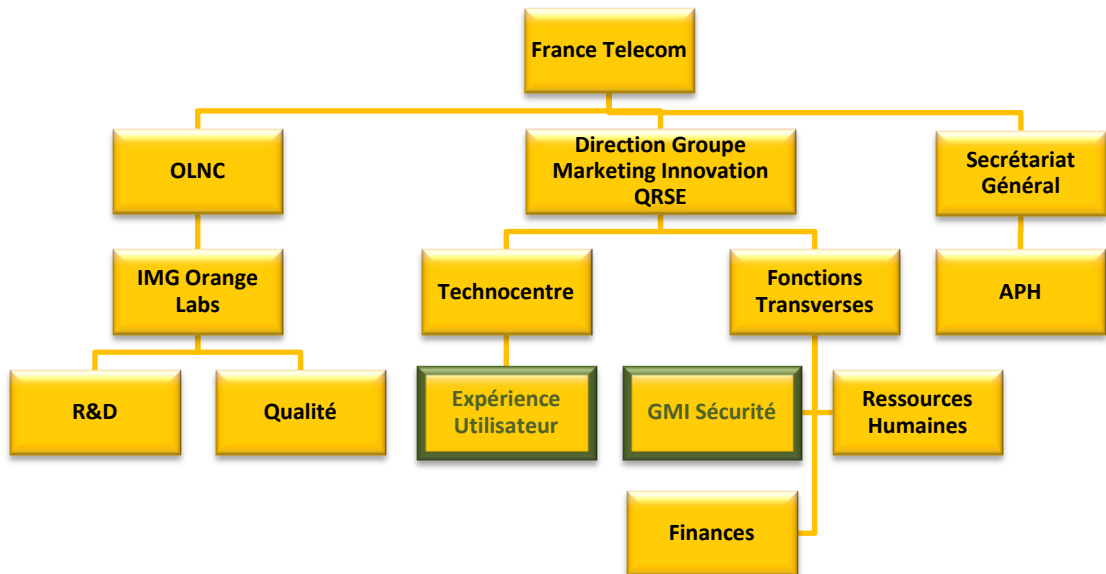 France Telecom
OLNC
Direction Groupe
Marketing Innovation
QRSE
Secrétariat
Général
IMG Orange
Labs
Technocentre
Fonctions
Transverses
APH
R&D
Qualité
Expérience
Utilisateur
GMI Sécurité
Ressources
Humaines
Finances